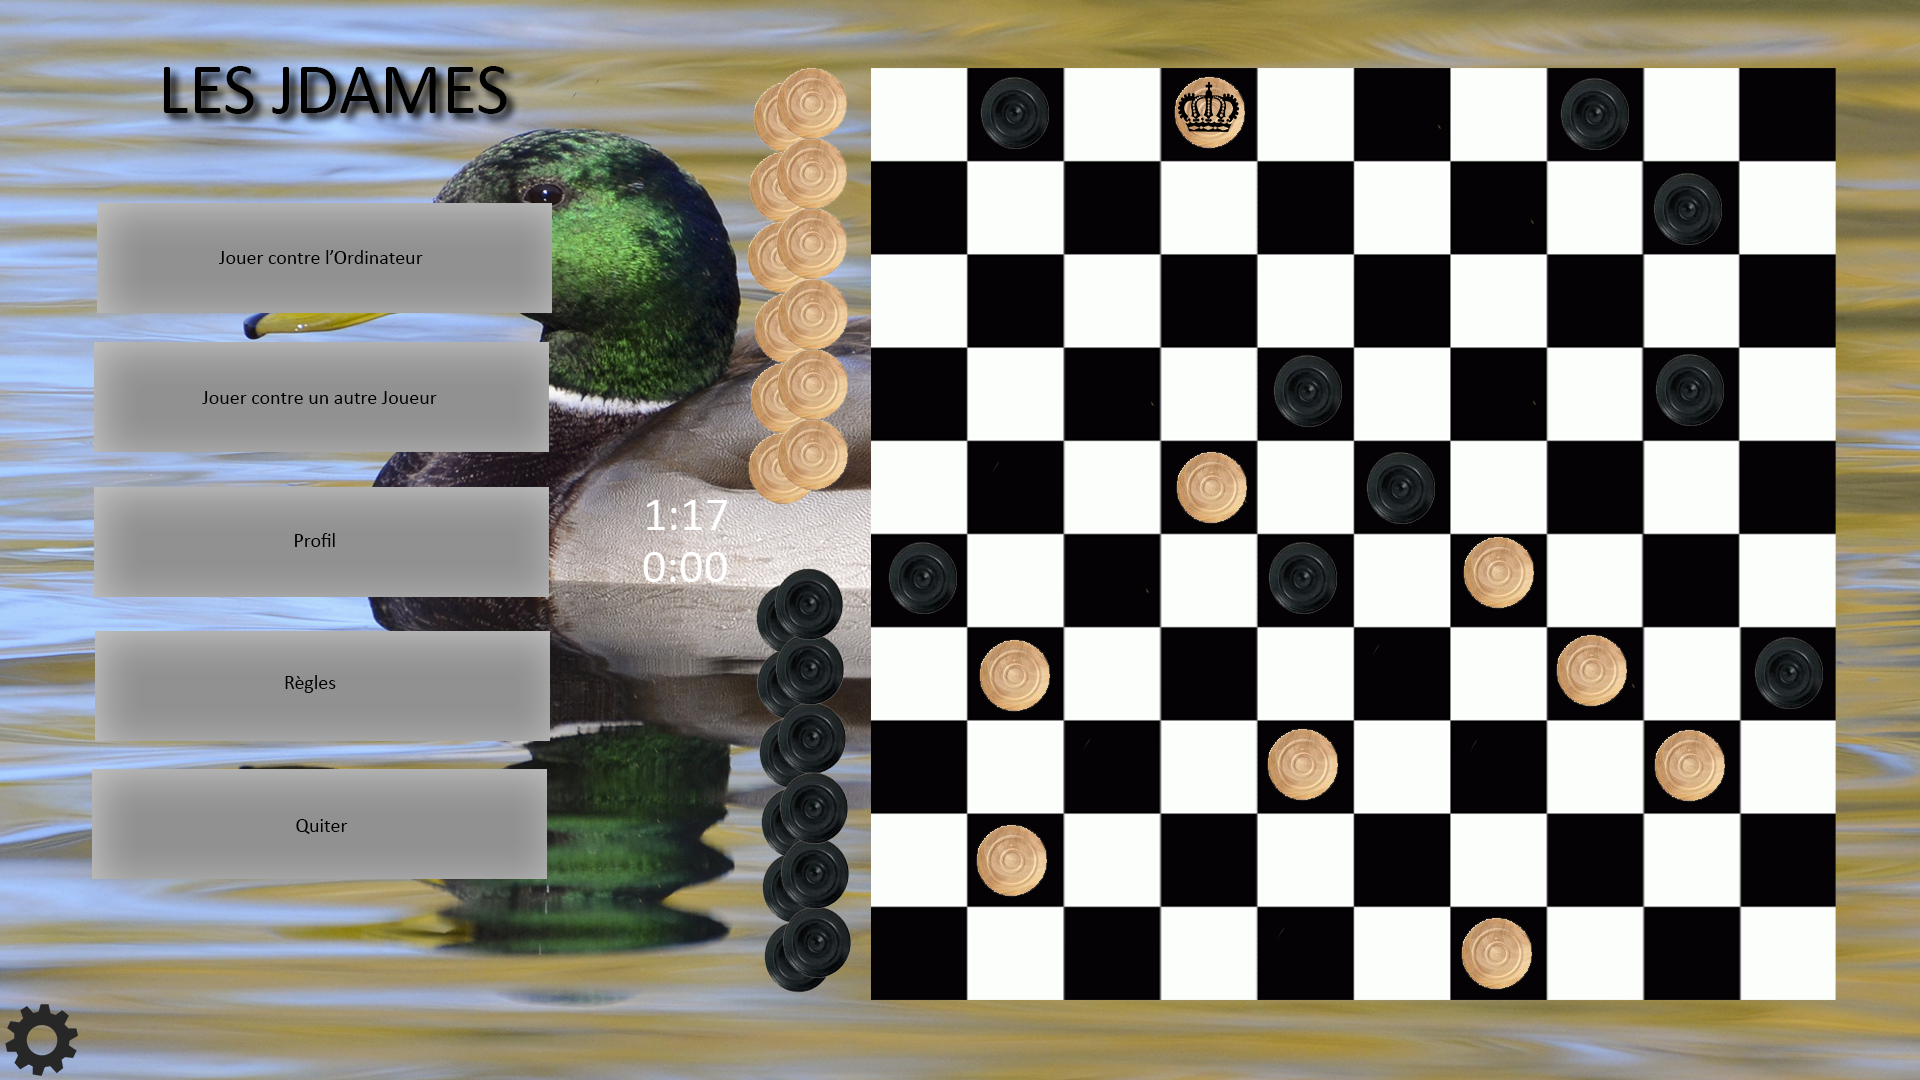 LES JDAMES
Jouer contre l’Ordinateur
Jouer contre un autre Joueur
Profil
Règles
Quiter
1:17
0:00